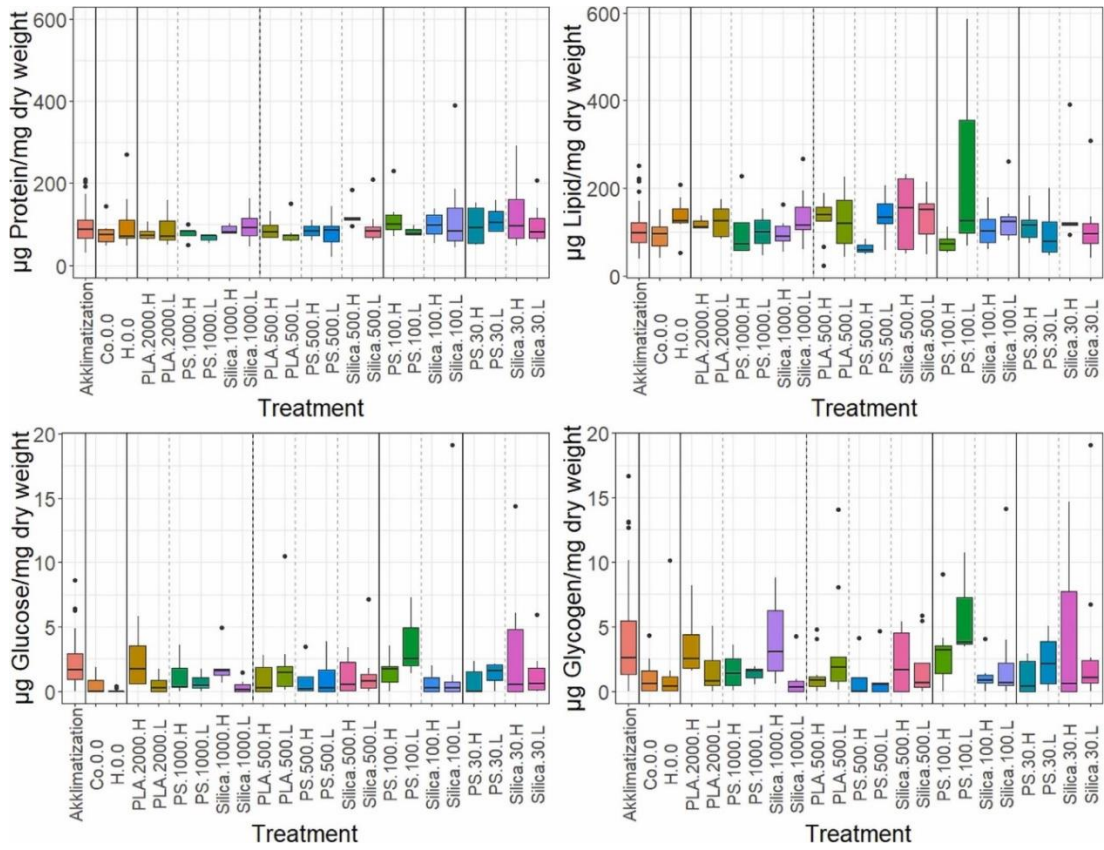 µg Protein/mg dry weight
600
400
200
0
Akklimatization
Co.0.0
H.0.0
PLA.2000.H
PLA.2000.L
PS.1000.H
PS.1000.L
Silica.1000.H
Silica.1000.L
PLA.500.H
PLA.500.L
PS.500.H
PS.500.L
Silica.500.H
Silica.500.L
PS.100.H
PS.100.L
Silica.100.H
Silica.100.L
PS.30.H
PS.30.L
Silica.30.H
Silica.30.L
Treatment
µg Lipid/mg dry weight
600
400
200
0
Akklimatization
Co.0.0
H.0.0
PLA.2000.H
PLA.2000.L
PS.1000.H
PS.1000.L
Silica.1000.H
Silica.1000.L
PLA.500.H
PLA.500.L
PS.500.H
PS.500.L
Silica.500.H
Silica.500.L
PS.100.H
PS.100.L
Silica.100.H
Silica.100.L
PS.30.H
PS.30.L
Silica.30.H
Silica.30.L
Treatment
µg Glucose/mg dry weight
20
15
10
5
0
Akklimatization
Co.0.0
H.0.0
PLA.2000.H
PLA.2000.L
PS.1000.H
PS.1000.L
Silica.1000.H
Silica.1000.L
PLA.500.H
PLA.500.L
PS.500.H
PS.500.L
Silica.500.H
Silica.500.L
PS.100.H
PS.100.L
Silica.100.H
Silica.100.L
PS.30.H
PS.30.L
Silica.30.H
Silica.30.L
Treatment
µg Glycogen/mg dry weight
20
15
10
5
0
Akklimatization
Co.0.0
H.0.0
PLA.2000.H
PLA.2000.L
PS.1000.H
PS.1000.L
Silica.1000.H
Silica.1000.L
PLA.500.H
PLA.500.L
PS.500.H
PS.500.L
Silica.500.H
Silica.500.L
PS.100.H
PS.100.L
Silica.100.H
Silica.100.L
PS.30.H
PS.30.L
Silica.30.H
Silica.30.L
Treatment